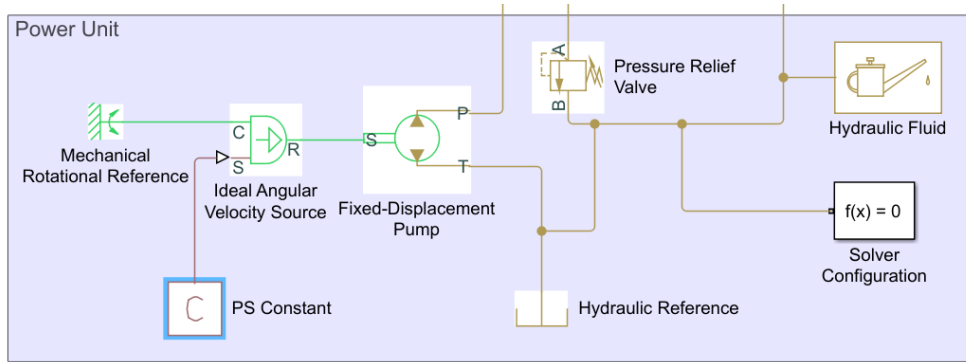 Power Unit
A
Pressure Relief
Valve
B
P
C
S
R
S
T
Hydraulic Fluid
Mechanical
Rotational Reference
Ideal Angular
Velocity Source
Fixed-Displacement
Pump
f(x) = 0
Solver
Configuration
C
PS Constant
Hydraulic Reference